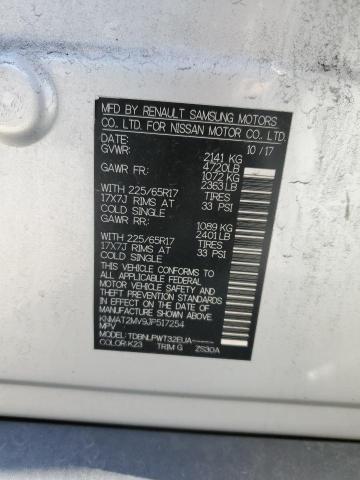 MFD BY RENAULT SAMSUNG MOTORS
CO. LTD. FOR NISSAN MOTOR CO. LTD.
DATE: 10/17
GVWR: 2141 KG
4720LB
GAWR FR: 1072 KG
2363 LB
WITH 225/65R17 TIRES
17X7J RIMS AT 33 PSI
COLD SINGLE
GAWR RR: 1089 KG
2401 LB
WITH 225/65R17 TIRES
17X7J RIMS AT 33 PSI
COLD SINGLE
THIS VEHICLE CONFORMS TO
ALL APPLICABLE FEDERAL
MOTOR VEHICLE SAFETY STANDARDS
IN EFFECT ON THE DATE
OF MANUFACTURE SHOWN ABOVE.
KNMAT2MV9JP517254
MPV
MODEL: TDBNLPWT32EUA-----
COLOR: K23 TRIM G ZS30A